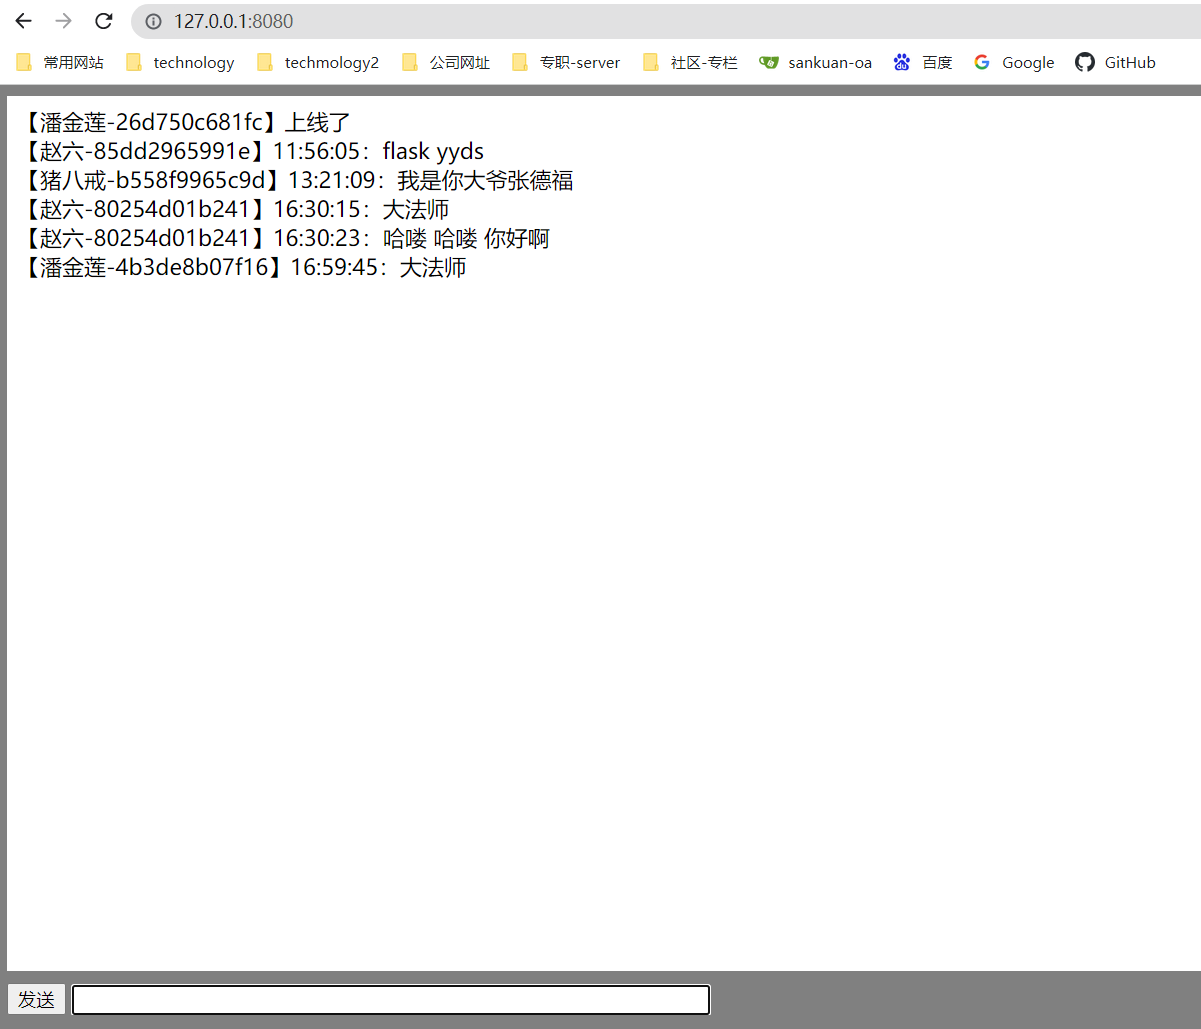 127.0.0.1:8080
常用网站 technology techmology2 公司网址 专职-server 社区-专栏 sankuan-oa 百度 Google GitHub
【潘金莲-26d750c681fc】上线了
【赵六-85dd2965991e】11:56:05：flask yyds
【猪八戒-b558f9965c9d】13:21:09：我是你大爷张德福
【赵六-80254d01b241】16:30:15：大法师
【赵六-80254d01b241】16:30:23：哈喽 哈喽 你好啊
【潘金莲-4b3de8b07f16】16:59:45：大法师
发送